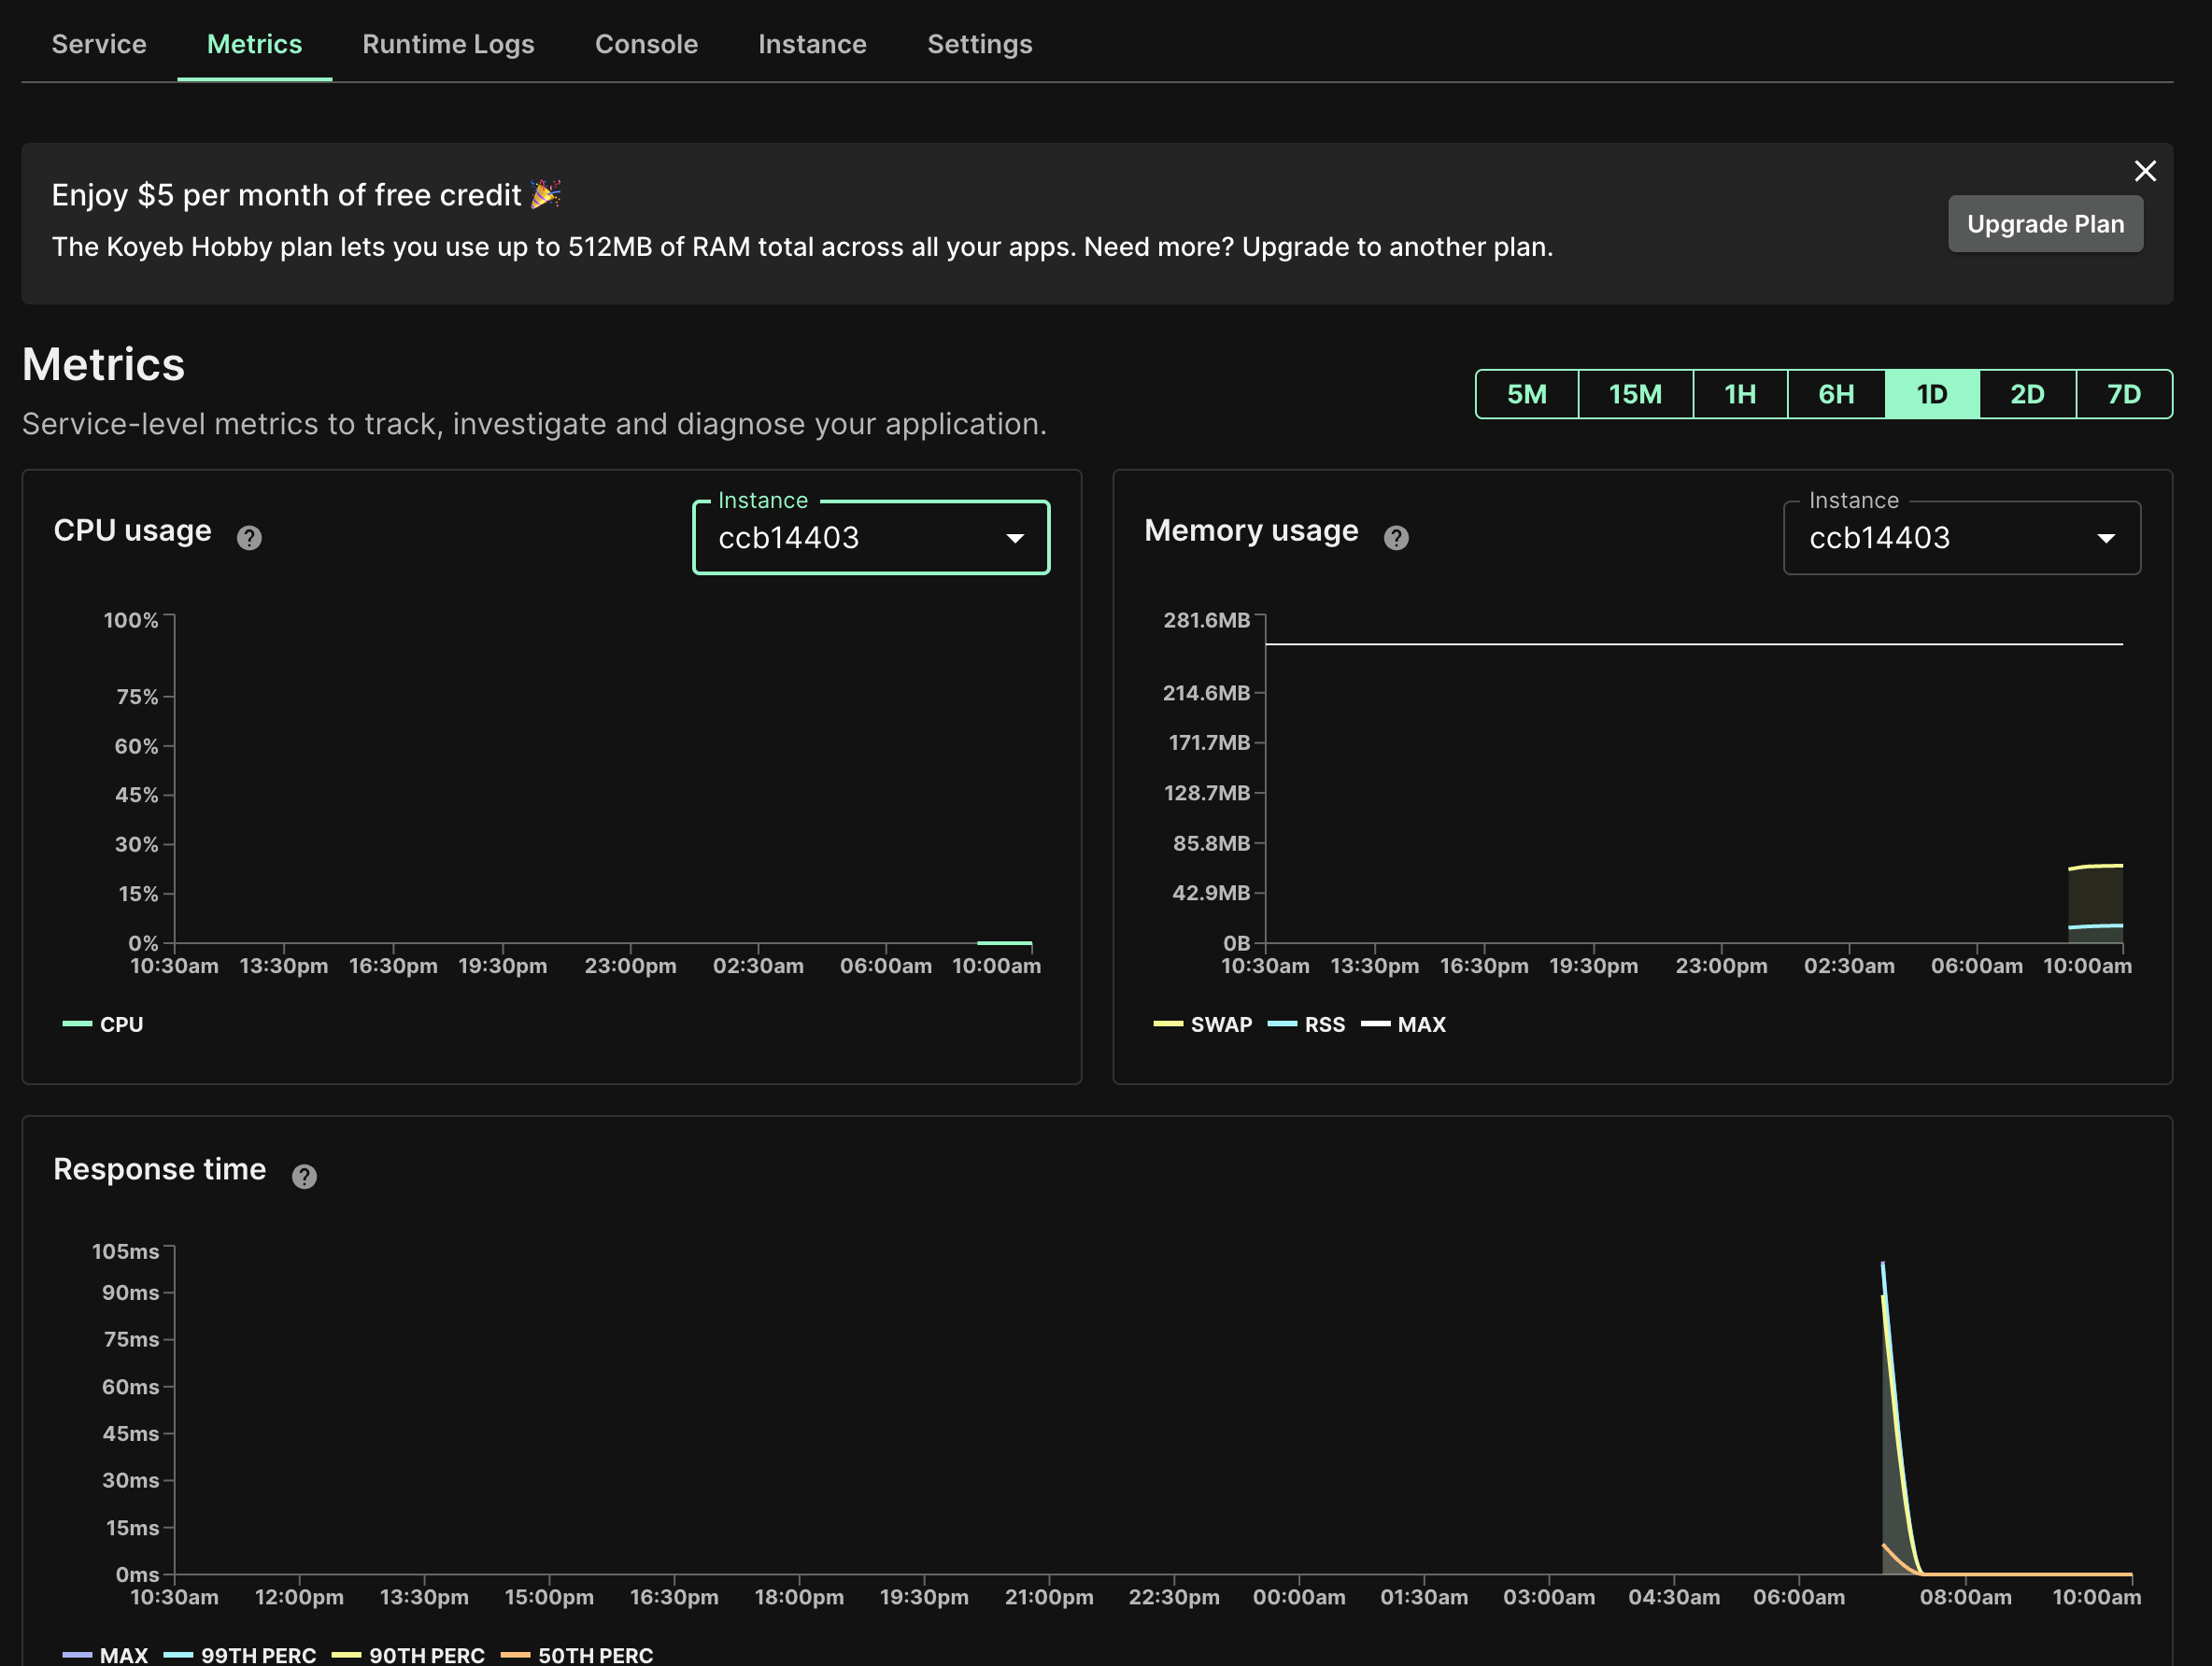 Service Metrics Runtime Logs Console Instance Settings
Enjoy $5 per month of free credit 🎉
The Koyeb Hobby plan lets you use up to 512MB of RAM total across all your apps. Need more? Upgrade to another plan.
Upgrade Plan
Metrics
Service-level metrics to track, investigate and diagnose your application.
5M 15M 1H 6H 1D 2D 7D
CPU usage
Instance
ccb14403
100%
75%
60%
45%
30%
15%
0%
10:30am 13:30pm 16:30pm 19:30pm 23:00pm 02:30am 06:00am 10:00am
CPU
Memory usage
Instance
ccb14403
281.6MB
214.6MB
171.7MB
128.7MB
85.8MB
42.9MB
0B
10:30am 13:30pm 16:30pm 19:30pm 23:00pm 02:30am 06:00am 10:00am
SWAP RSS MAX
Response time
105ms
90ms
75ms
60ms
45ms
30ms
15ms
0ms
10:30am 12:00pm 13:30pm 15:00pm 16:30pm 18:00pm 19:30pm 21:00pm 22:30pm 00:00am 01:30am 03:00am 04:30am 06:00am 08:00am 10:00am
MAX 99TH PERC 90TH PERC 50TH PERC